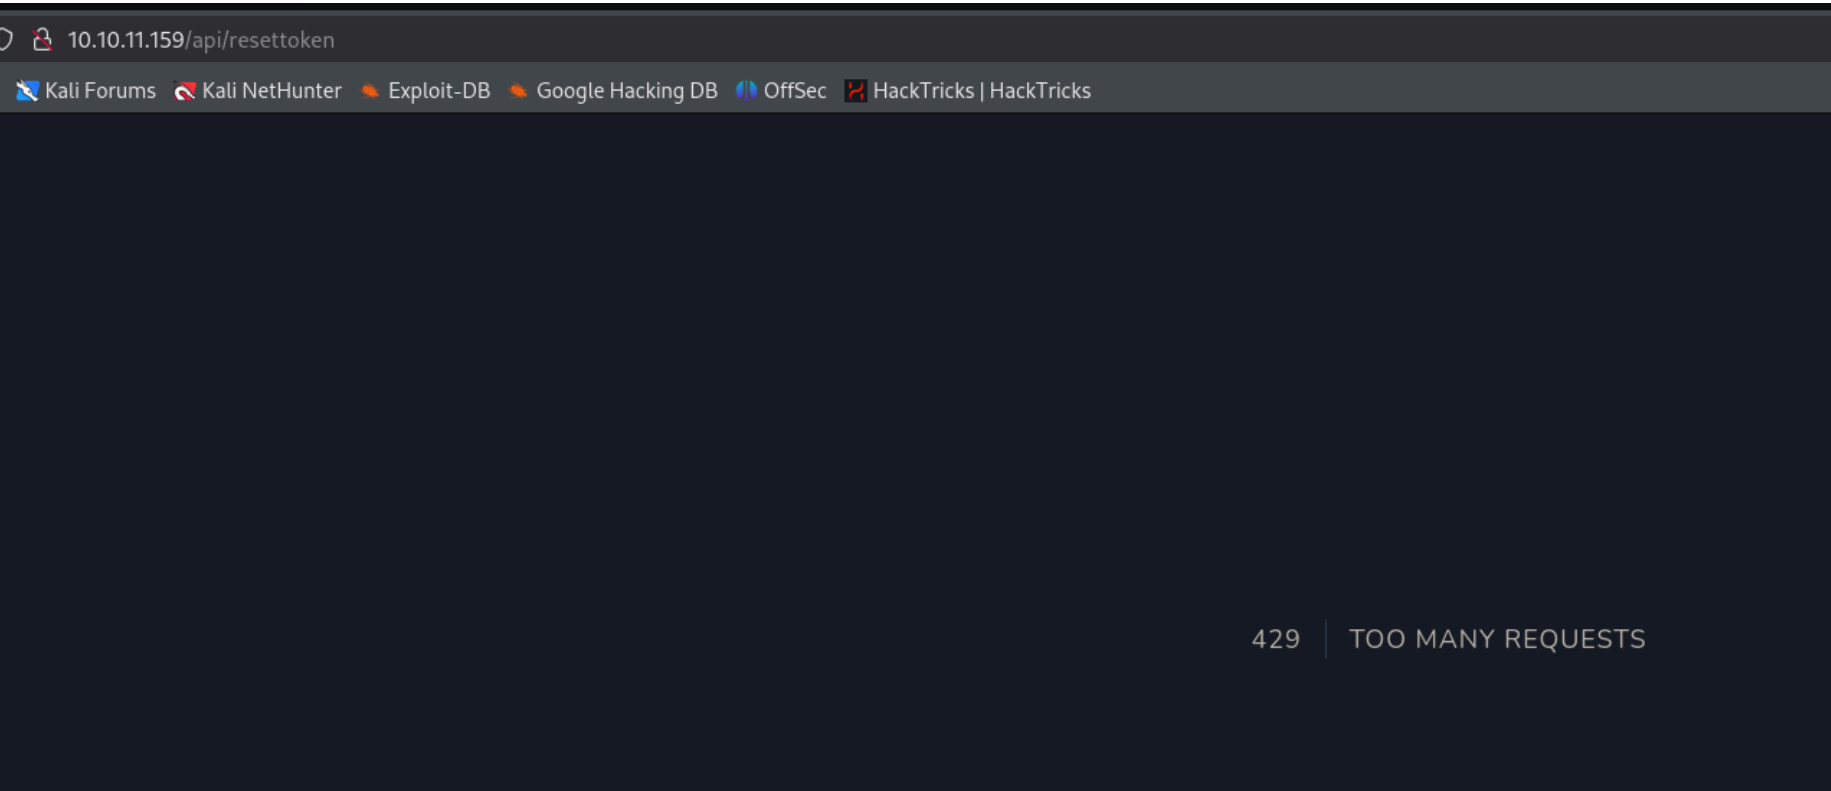 10.10.11.159/api/resettoken
Kali Forums Kali NetHunter Exploit-DB Google Hacking DB OffSec HackTricks | HackTricks
429 TOO MANY REQUESTS